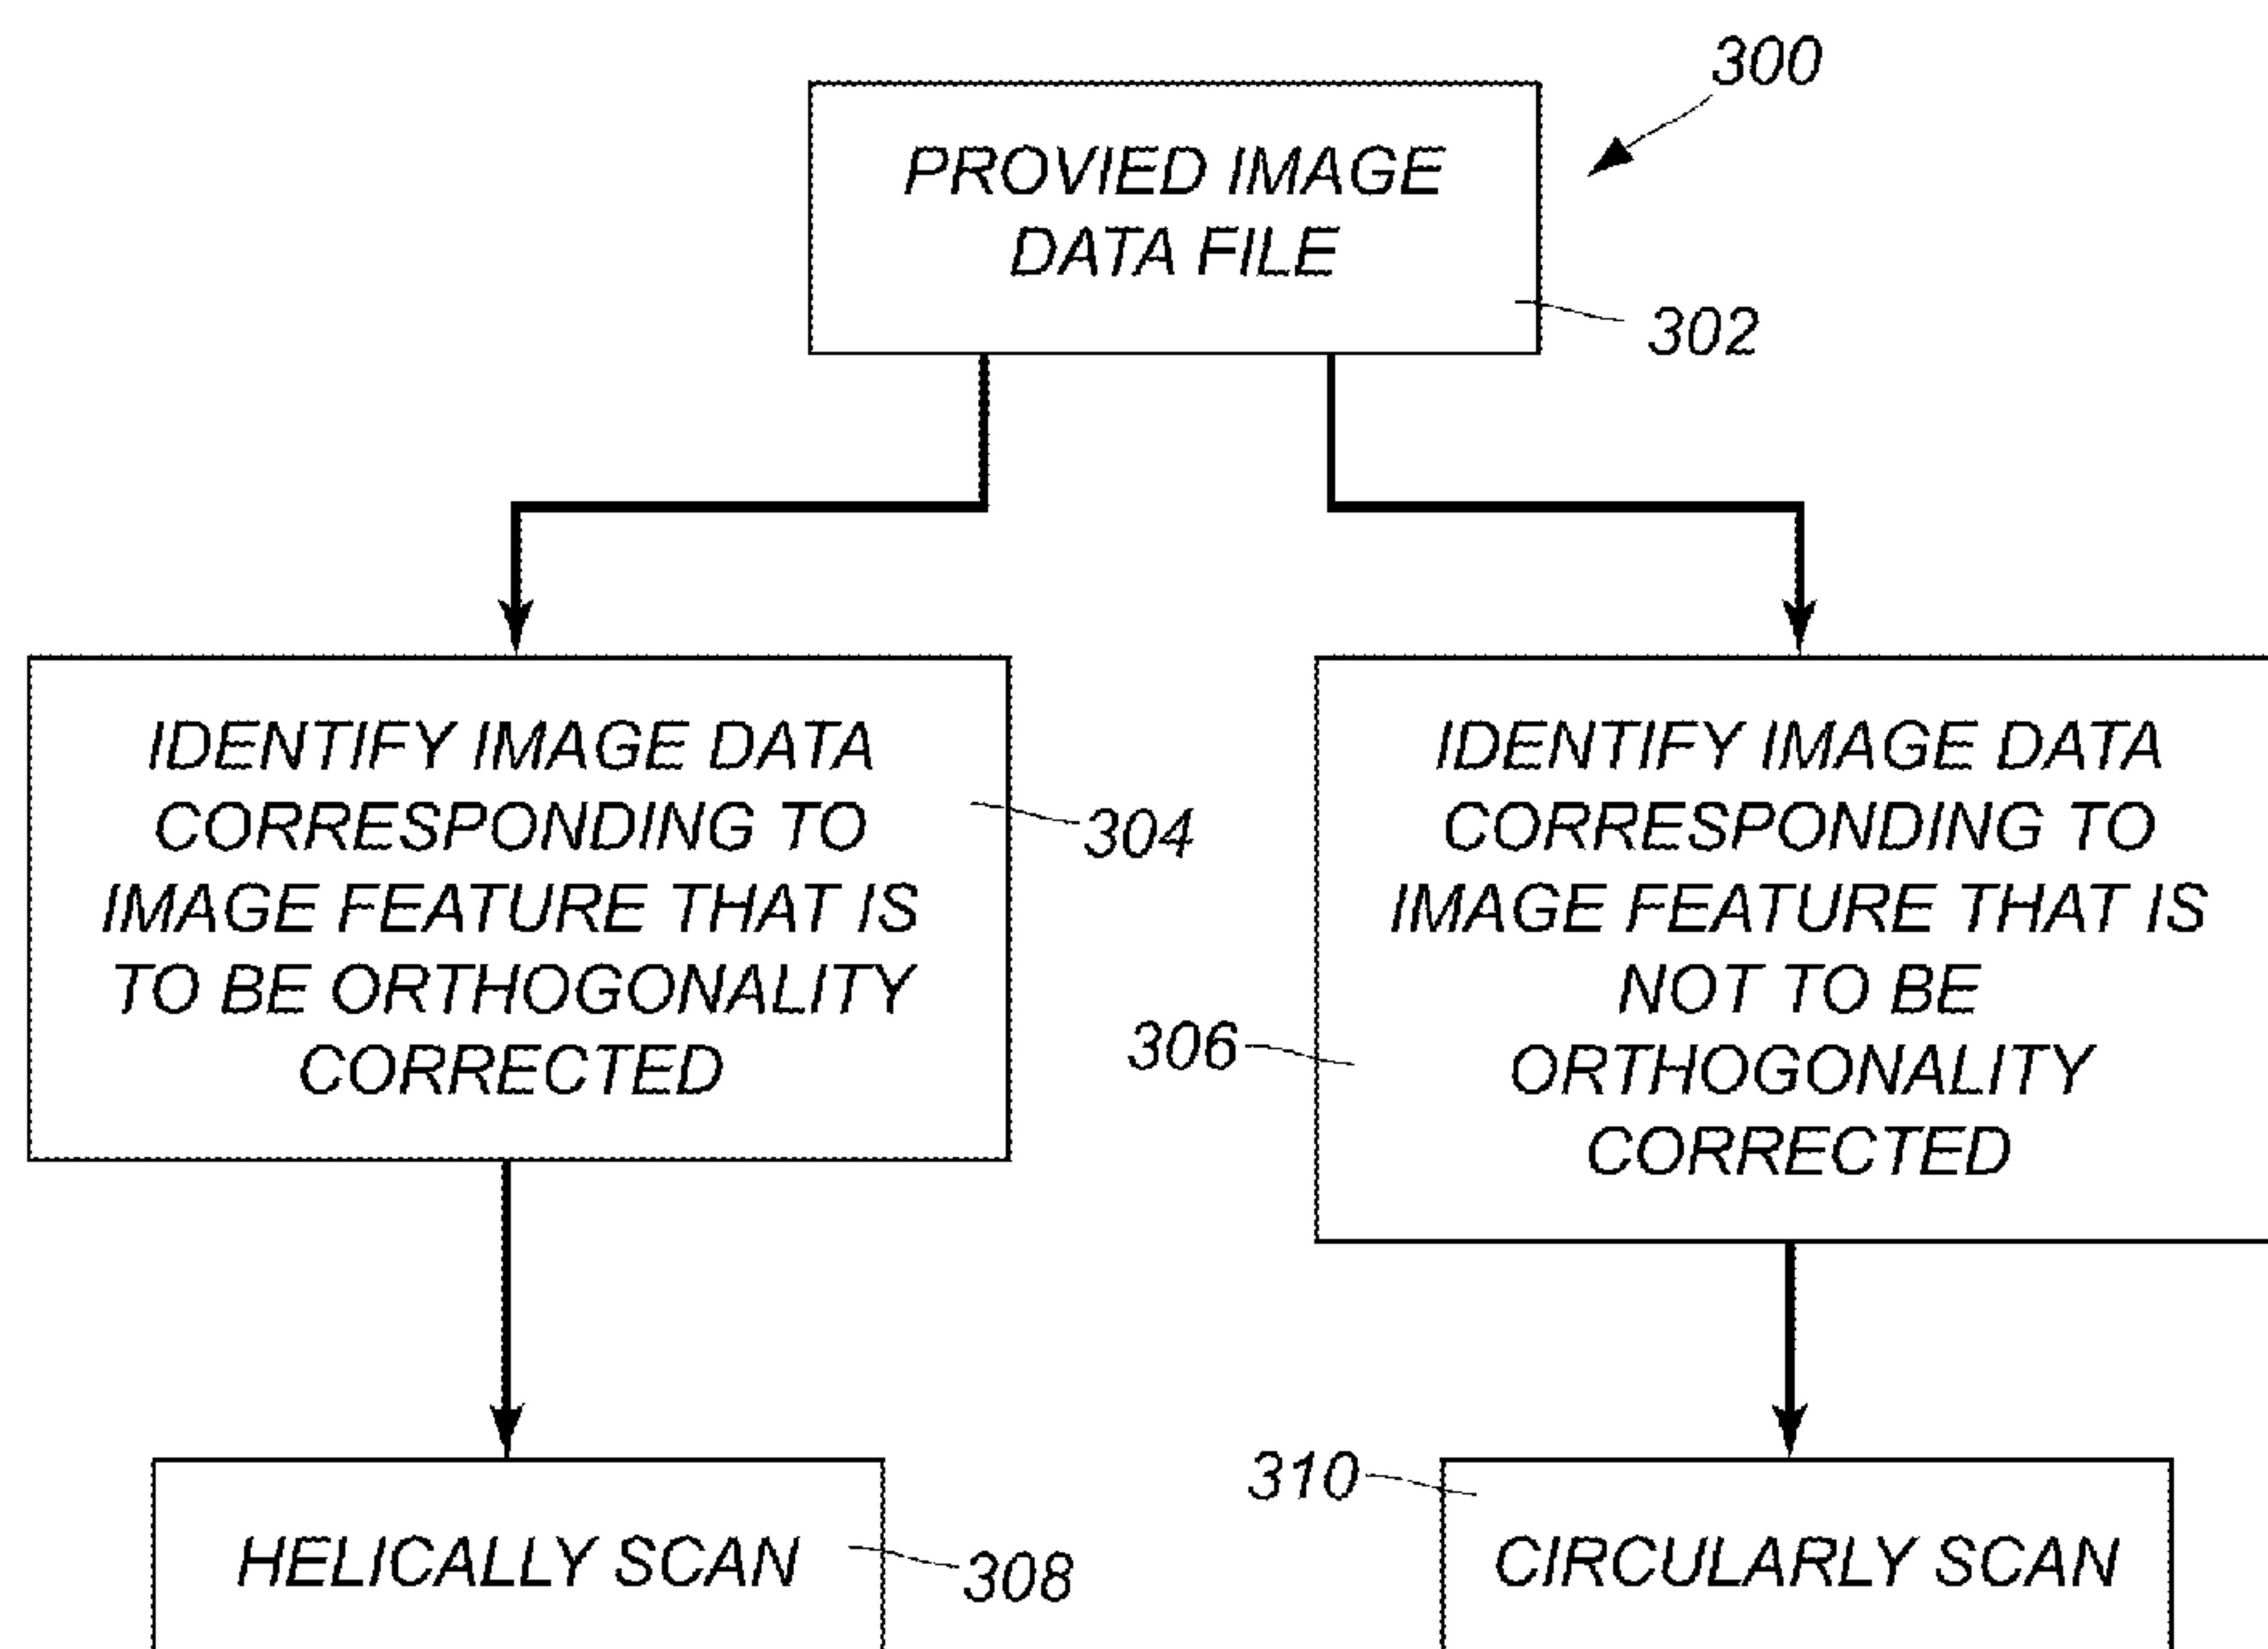 300
PROVIED IMAGE
DATA FILE
302
IDENTIFY IMAGE DATA
CORRESPONDING TO
IMAGE FEATURE THAT IS
TO BE ORTHOGONALITY
CORRECTED
304
IDENTIFY IMAGE DATA
CORRESPONDING TO
IMAGE FEATURE THAT IS
NOT TO BE
ORTHOGONALITY
CORRECTED
306
HELICALLY SCAN
308
310
CIRCULARLY SCAN